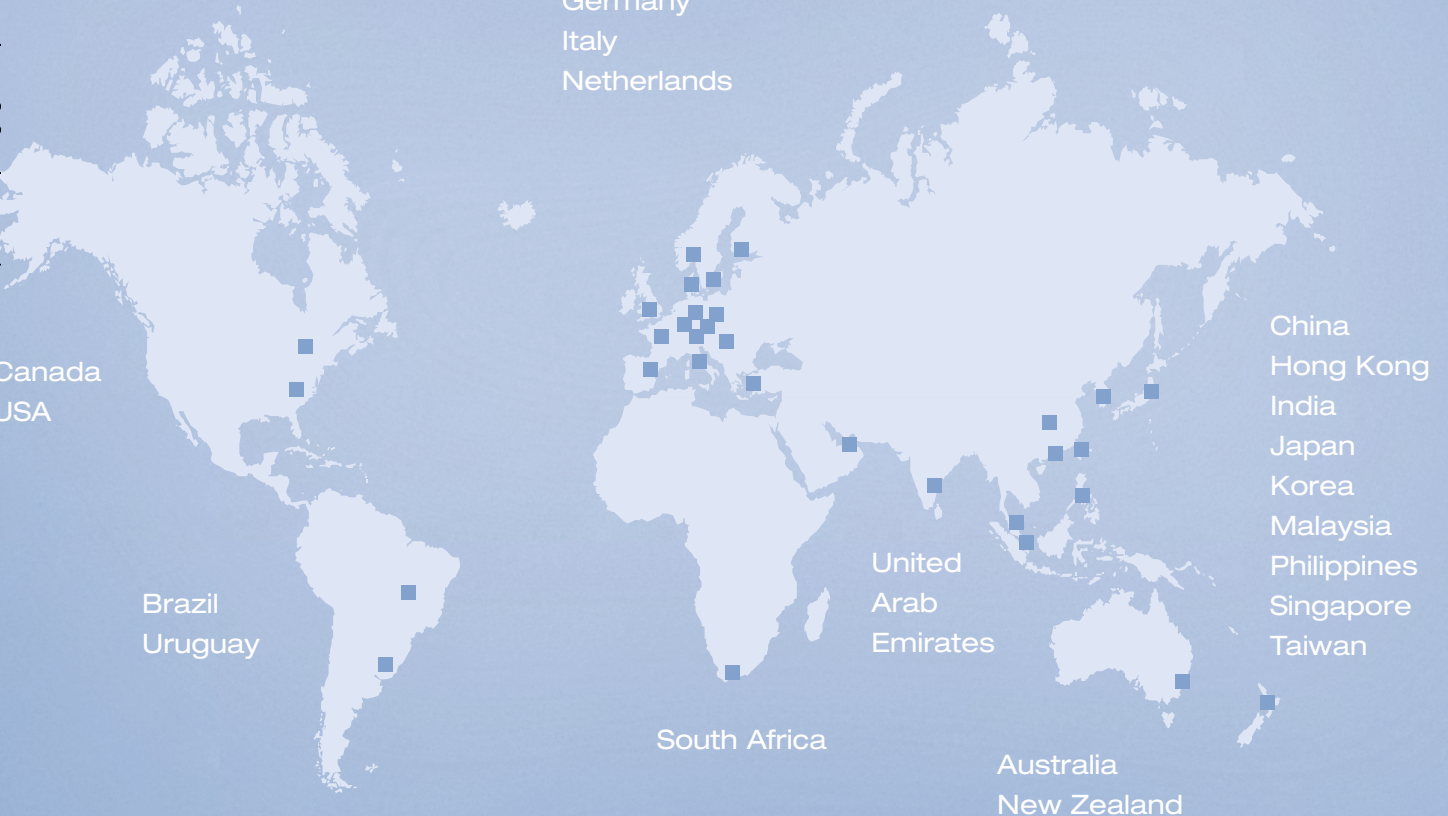 Germany
Italy
Netherlands
Canada
USA
Brazil
Uruguay
South Africa
United
Arab
Emirates
Australia
New Zealand
China
Hong Kong
India
Japan
Korea
Malaysia
Philippines
Singapore
Taiwan